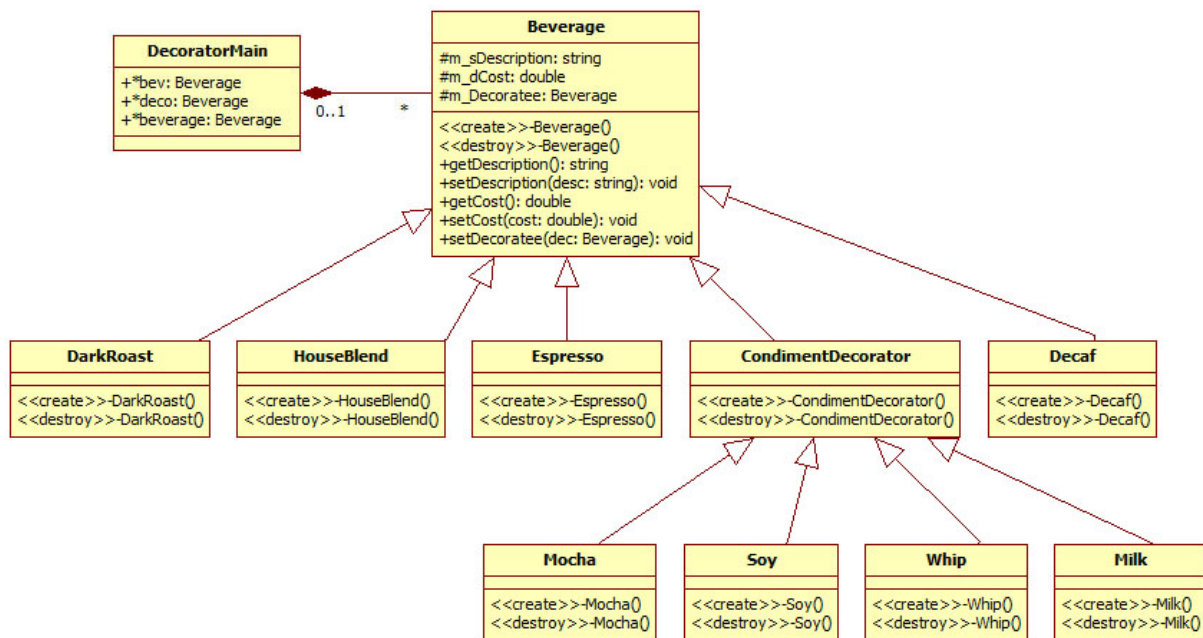 DecoratorMain
+*bev: Beverage
+*deco: Beverage
+*beverage: Beverage
0..1
*
Beverage
#m_sDescription: string
#m_dCost: double
#m_Decoratee: Beverage
<<create>>-Beverage()
<<destroy>>-Beverage()
+getDescription(): string
+setDescription(desc: string): void
+getCost(): double
+setCost(cost: double): void
+setDecoratee(dec: Beverage): void
DarkRoast
<<create>>-DarkRoast()
<<destroy>>-DarkRoast()
HouseBlend
<<create>>-HouseBlend()
<<destroy>>-HouseBlend()
Espresso
<<create>>-Espresso()
<<destroy>>-Espresso()
CondimentDecorator
<<create>>-CondimentDecorator()
<<destroy>>-CondimentDecorator()
Decaf
<<create>>-Decaf()
<<destroy>>-Decaf()
Mocha
<<create>>-Mocha()
<<destroy>>-Mocha()
Soy
<<create>>-Soy()
<<destroy>>-Soy()
Whip
<<create>>-Whip()
<<destroy>>-Whip()
Milk
<<create>>-Milk()
<<destroy>>-Milk()